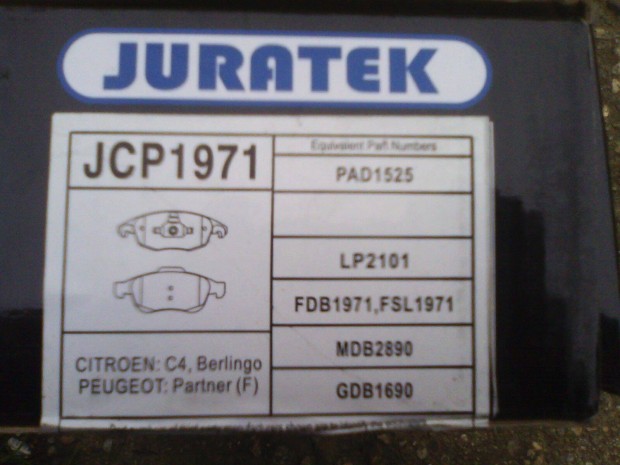 JURATEK
JCP1971
Equivalent Part Numbers
PAD1525
LP2101
FDB1971,FSL1971
MDB2890
GDB1690
CITROEN: C4, Berlingo
PEUGEOT: Partner (F)